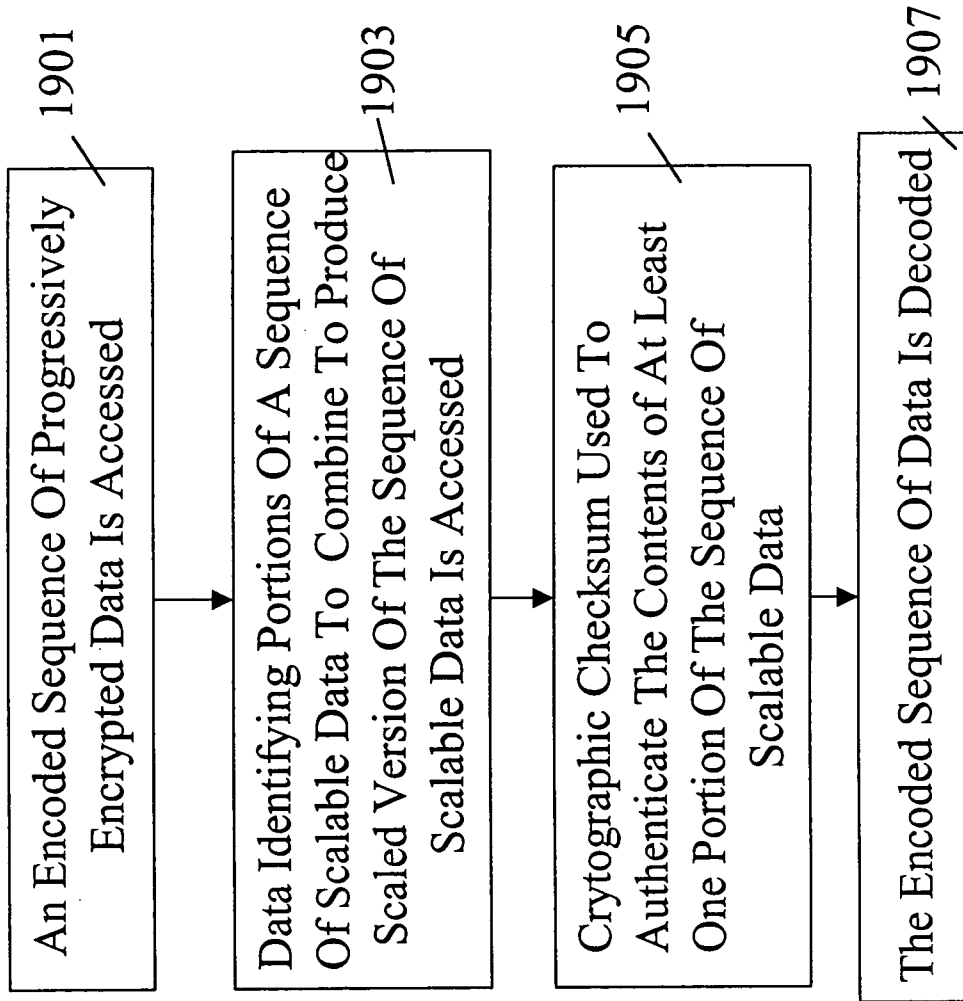 An Encoded Sequence Of Progressively
Encrypted Data Is Accessed
1901
Data Identifying Portions Of A Sequence
Of Scalable Data To Combine To Produce
Scaled Version Of The Sequence Of
Scalable Data Is Accessed
1903
Crytographic Checksum Used To
Authenticate The Contents of At Least
One Portion Of The Sequence Of
Scalable Data
1905
The Encoded Sequence Of Data Is Decoded
1907